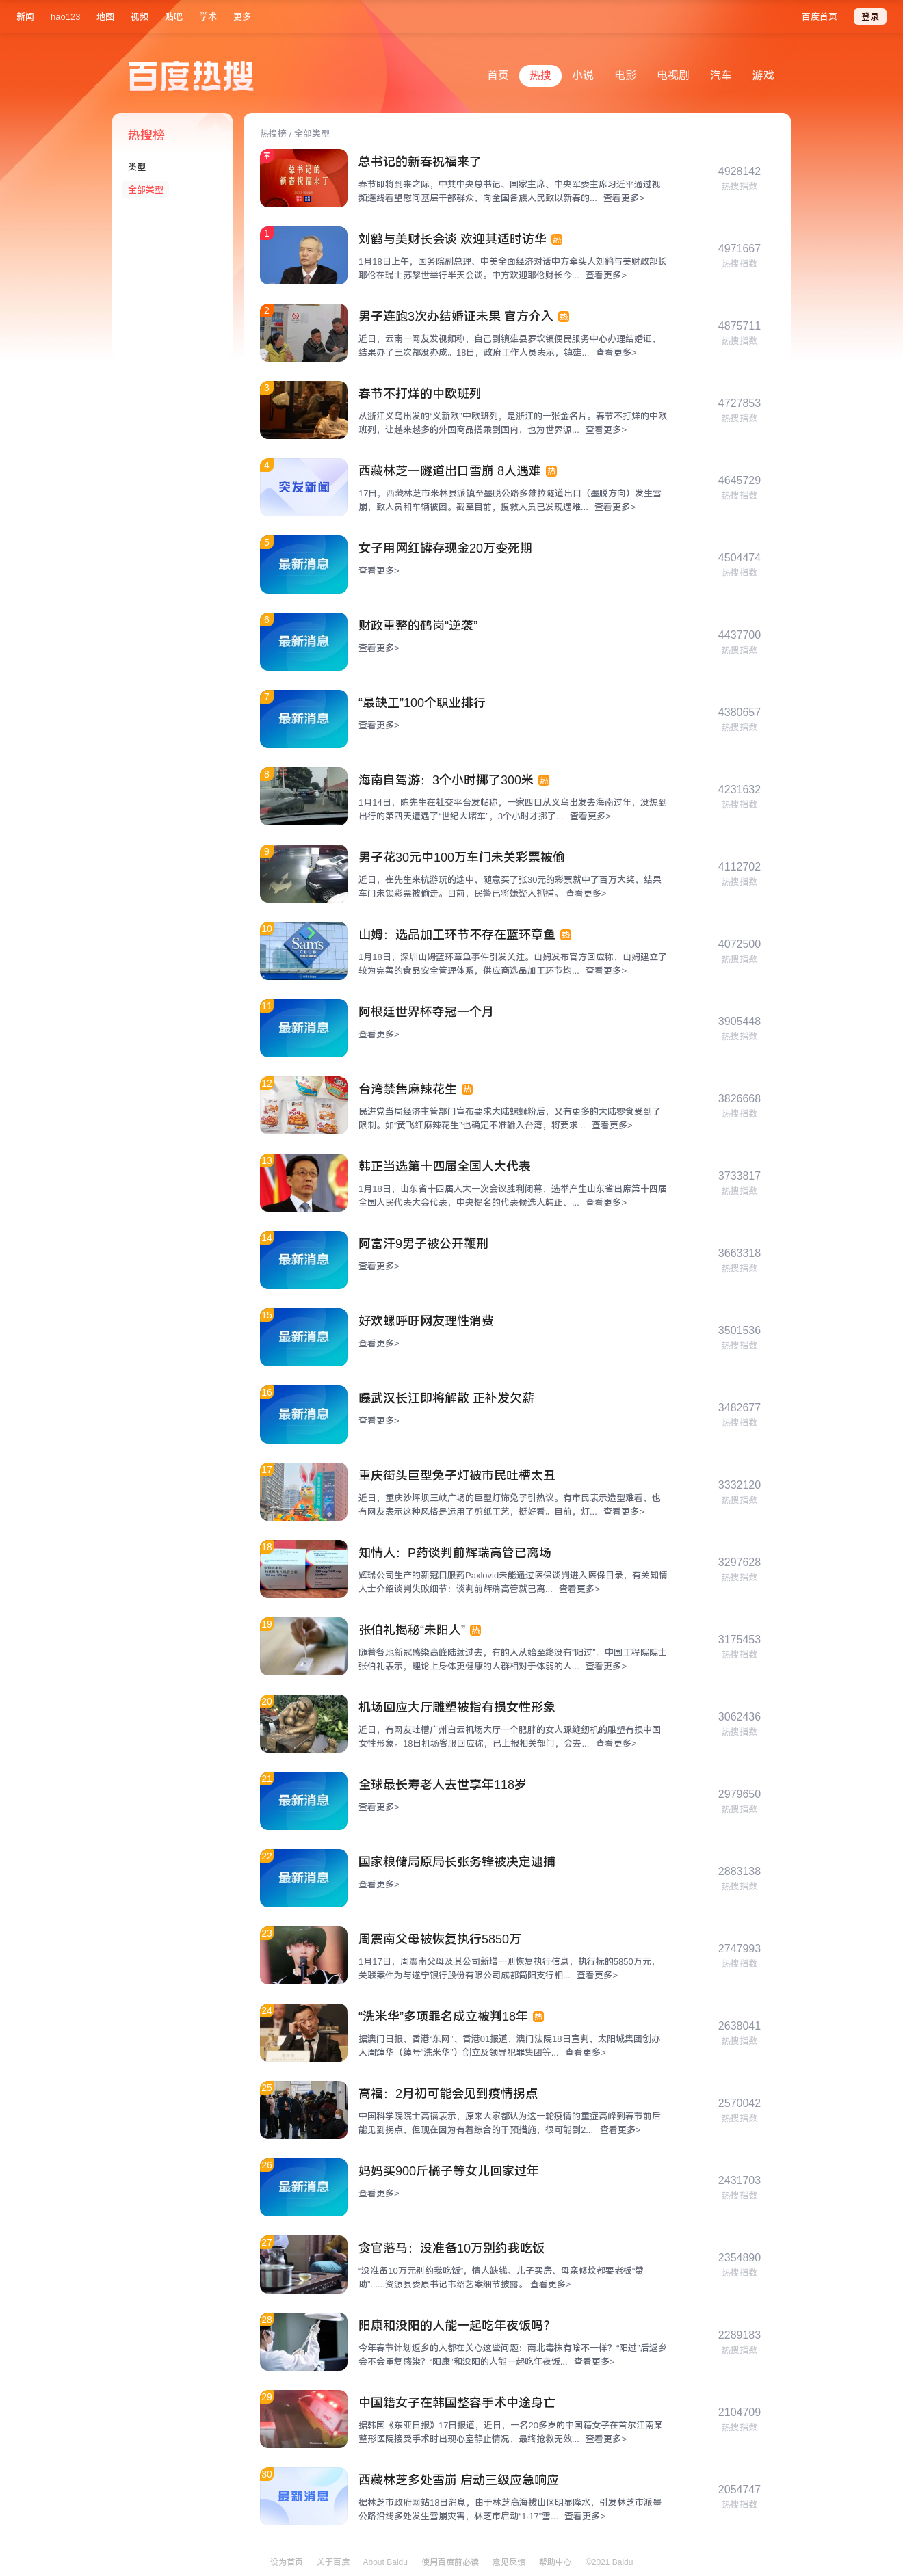 新闻 hao123 地图 视频 贴吧 学术 更多 百度首页 登录
百度热搜
首页 热搜 小说 电影 电视剧 汽车 游戏
热搜榜
类型
全部类型
热搜榜 / 全部类型
总书记的新春祝福来了
春节即将到来之际，中共中央总书记、国家主席、中央军委主席习近平通过视
频连线看望慰问基层干部群众，向全国各族人民致以新春的... 查看更多>
4928142
热搜指数
总书记的
新春祝福来了
1
刘鹤与美财长会谈 欢迎其适时访华 热
1月18日上午，国务院副总理、中美全面经济对话中方牵头人刘鹤与美财政部长
耶伦在瑞士苏黎世举行半天会谈。中方欢迎耶伦财长今... 查看更多>
4971667
热搜指数
2
男子连跑3次办结婚证未果 官方介入 热
近日，云南一网友发视频称，自己到镇雄县罗坎镇便民服务中心办理结婚证，
结果办了三次都没办成。18日，政府工作人员表示，镇雄... 查看更多>
4875711
热搜指数
3
春节不打烊的中欧班列
从浙江义乌出发的“义新欧”中欧班列，是浙江的一张金名片。春节不打烊的中欧
班列，让越来越多的外国商品搭乘到国内，也为世界源... 查看更多>
4727853
热搜指数
4
突发新闻
西藏林芝一隧道出口雪崩 8人遇难 热
17日，西藏林芝市米林县派镇至墨脱公路多雄拉隧道出口（墨脱方向）发生雪
崩，致人员和车辆被困。截至目前，搜救人员已发现遇难... 查看更多>
4645729
热搜指数
5
最新消息
女子用网红罐存现金20万变死期
查看更多>
4504474
热搜指数
6
最新消息
财政重整的鹤岗“逆袭”
查看更多>
4437700
热搜指数
7
最新消息
“最缺工”100个职业排行
查看更多>
4380657
热搜指数
8
海南自驾游：3个小时挪了300米 热
1月14日，陈先生在社交平台发帖称，一家四口从义乌出发去海南过年，没想到
出行的第四天遭遇了“世纪大堵车”，3个小时才挪了... 查看更多>
4231632
热搜指数
9
男子花30元中100万车门未关彩票被偷
近日，崔先生来杭游玩的途中，随意买了张30元的彩票就中了百万大奖，结果
车门未锁彩票被偷走。目前，民警已将嫌疑人抓捕。 查看更多>
4112702
热搜指数
10
Sam's
CLUB
山姆：选品加工环节不存在蓝环章鱼 热
1月18日，深圳山姆蓝环章鱼事件引发关注。山姆发布官方回应称，山姆建立了
较为完善的食品安全管理体系，供应商选品加工环节均... 查看更多>
4072500
热搜指数
11
最新消息
阿根廷世界杯夺冠一个月
查看更多>
3905448
热搜指数
12
台湾禁售麻辣花生 热
民进党当局经济主管部门宣布要求大陆螺蛳粉后，又有更多的大陆零食受到了
限制。如“黄飞红麻辣花生”也确定不准输入台湾，将要求... 查看更多>
3826668
热搜指数
13
韩正当选第十四届全国人大代表
1月18日，山东省十四届人大一次会议胜利闭幕，选举产生山东省出席第十四届
全国人民代表大会代表，中央提名的代表候选人韩正、... 查看更多>
3733817
热搜指数
14
最新消息
阿富汗9男子被公开鞭刑
查看更多>
3663318
热搜指数
15
最新消息
好欢螺呼吁网友理性消费
查看更多>
3501536
热搜指数
16
最新消息
曝武汉长江即将解散 正补发欠薪
查看更多>
3482677
热搜指数
17
重庆街头巨型兔子灯被市民吐槽太丑
近日，重庆沙坪坝三峡广场的巨型灯饰兔子引热议。有市民表示造型难看，也
有网友表示这种风格是运用了剪纸工艺，挺好看。目前，灯... 查看更多>
3332120
热搜指数
18
知情人：P药谈判前辉瑞高管已离场
辉瑞公司生产的新冠口服药Paxlovid未能通过医保谈判进入医保目录，有关知情
人士介绍谈判失败细节：谈判前辉瑞高管就已离... 查看更多>
3297628
热搜指数
19
张伯礼揭秘“未阳人” 热
随着各地新冠感染高峰陆续过去，有的人从始至终没有“阳过”。中国工程院院士
张伯礼表示，理论上身体更健康的人群相对于体弱的人... 查看更多>
3175453
热搜指数
20
机场回应大厅雕塑被指有损女性形象
近日，有网友吐槽广州白云机场大厅一个肥胖的女人踩缝纫机的雕塑有损中国
女性形象。18日机场客服回应称，已上报相关部门，会去... 查看更多>
3062436
热搜指数
21
最新消息
全球最长寿老人去世享年118岁
查看更多>
2979650
热搜指数
22
最新消息
国家粮储局原局长张务锋被决定逮捕
查看更多>
2883138
热搜指数
23
周震南父母被恢复执行5850万
1月17日，周震南父母及其公司新增一则恢复执行信息，执行标的5850万元，
关联案件为与遂宁银行股份有限公司成都简阳支行相... 查看更多>
2747993
热搜指数
24
“洗米华”多项罪名成立被判18年 热
据澳门日报、香港“东网”、香港01报道，澳门法院18日宣判，太阳城集团创办
人周焯华（绰号“洗米华”）创立及领导犯罪集团等... 查看更多>
2638041
热搜指数
25
高福：2月初可能会见到疫情拐点
中国科学院院士高福表示，原来大家都认为这一轮疫情的重症高峰到春节前后
能见到拐点，但现在因为有着综合的干预措施，很可能到2... 查看更多>
2570042
热搜指数
26
最新消息
妈妈买900斤橘子等女儿回家过年
查看更多>
2431703
热搜指数
27
贪官落马：没准备10万别约我吃饭
“没准备10万元别约我吃饭”，情人缺钱、儿子买房、母亲修坟都要老板“赞
助”……资源县委原书记韦绍艺案细节披露。 查看更多>
2354890
热搜指数
28
阳康和没阳的人能一起吃年夜饭吗？
今年春节计划返乡的人都在关心这些问题：南北毒株有啥不一样？“阳过”后返乡
会不会重复感染？“阳康”和没阳的人能一起吃年夜饭... 查看更多>
2289183
热搜指数
29
中国籍女子在韩国整容手术中途身亡
据韩国《东亚日报》17日报道，近日，一名20多岁的中国籍女子在首尔江南某
整形医院接受手术时出现心室静止情况，最终抢救无效... 查看更多>
2104709
热搜指数
30
最新消息
西藏林芝多处雪崩 启动三级应急响应
据林芝市政府网站18日消息，由于林芝高海拔山区明显降水，引发林芝市派墨
公路沿线多处发生雪崩灾害，林芝市启动“1·17”雪... 查看更多>
2054747
热搜指数
设为首页 关于百度 About Baidu 使用百度前必读 意见反馈 帮助中心 ©2021 Baidu